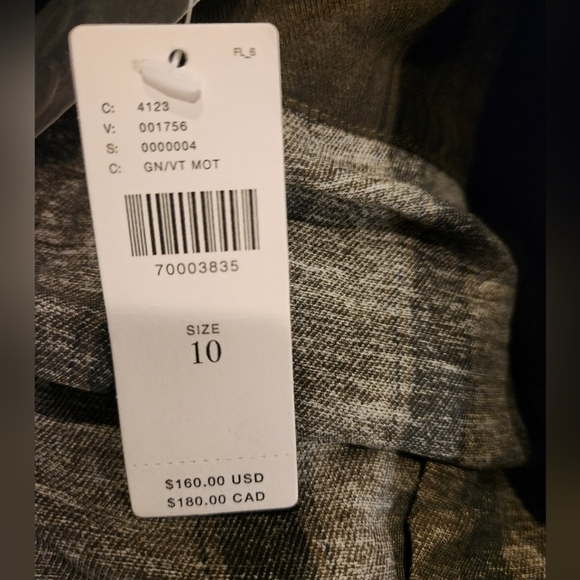 FL_6
C: 4123
V: 001756
S: 0000004
C: GN/VT MOT
70003835
SIZE
10
$160.00 USD
$180.00 CAD